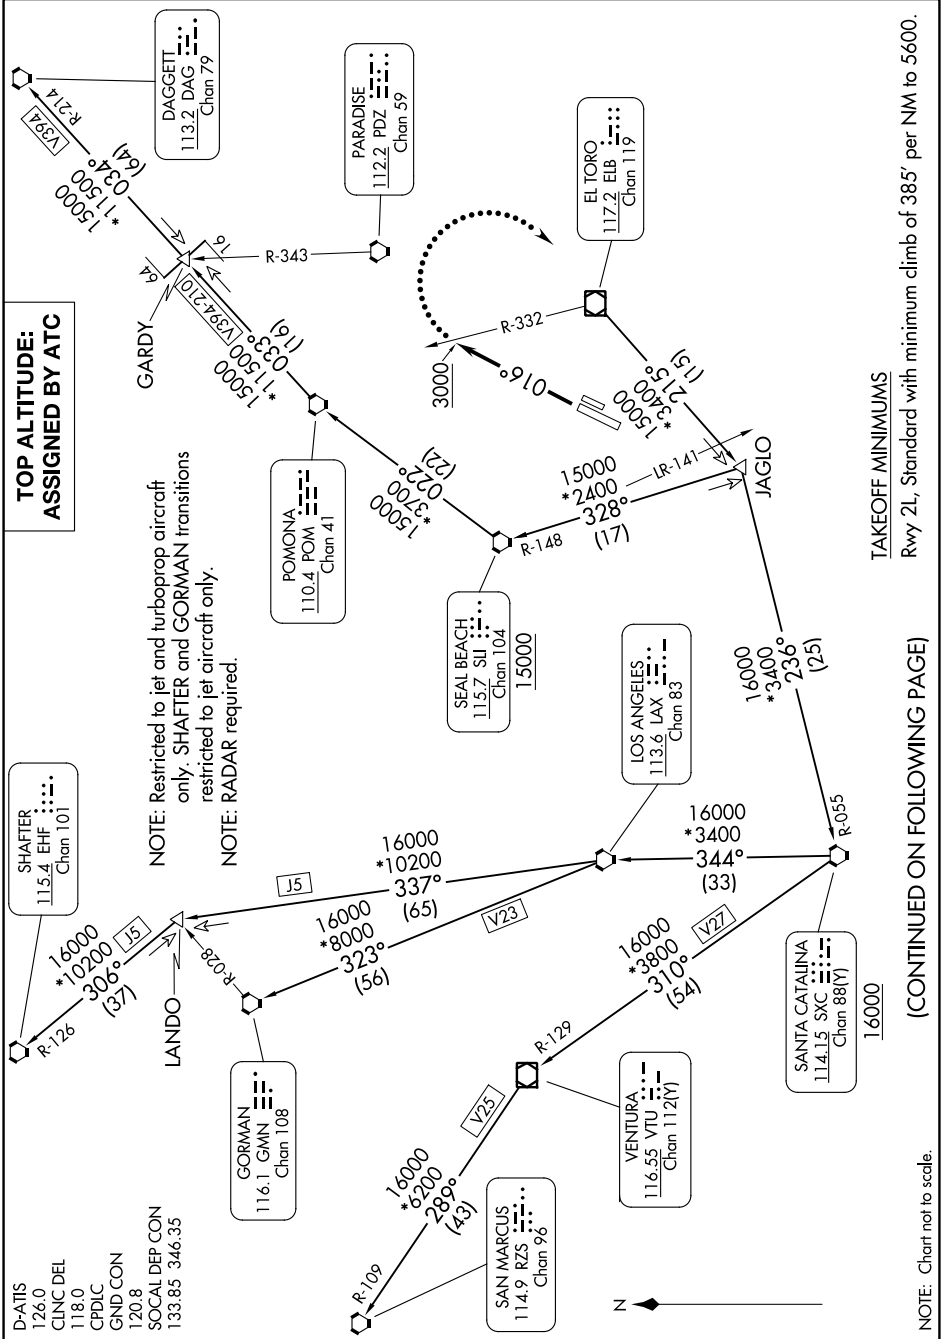 D-ATIS
126.0
CLNC DEL
118.0
CPDLC
GND CON
120.8
SOCAL DEP CON
133.85 346.35
SHAFTER
115.4 EHF
Chan 101
R-126
16000
*10200
306°
(37)
J5
LANDO
R-028
GORMAN
116.1 GMN
Chan 108
NOTE: Restricted to jet and turboprop aircraft
only. SHAFTER and GORMAN transitions
restricted to jet aircraft only.
NOTE: RADAR required.
TOP ALTITUDE:
ASSIGNED BY ATC
DAGGETT
113.2 DAG
Chan 79
R-214
V394
15000
*11500
034°
(64)
64
16
GARDY
V394-210
15000
*11500
033°
(16)
R-343
PARADISE
112.2 PDZ
Chan 59
POMONA
110.4 POM
Chan 41
15000
*3700
022°
(22)
3000
R-332
016°
EL TORO
117.2 ELB
Chan 119
15000
*3400
215°
(15)
SEAL BEACH
115.7 SLI
Chan 104
15000
R-148
15000
*2400
328°
(17)
LR-141
JAGLO
J5
16000
*10200
337°
(65)
16000
*8000
323°
(56)
V23
LOS ANGELES
113.6 LAX
Chan 83
16000
*3400
344°
(33)
16000
*3400
236°
(25)
R-055
SANTA CATALINA
114.15 SXC
Chan 88(Y)
16000
16000
*3800
310°
(54)
V27
R-129
VENTURA
116.55 VTU
Chan 112(Y)
V25
16000
*6200
289°
(43)
R-109
SAN MARCUS
114.9 RZS
Chan 96
N
TAKEOFF MINIMUMS
Rwy 2L, Standard with minimum climb of 385' per NM to 5600.
(CONTINUED ON FOLLOWING PAGE)
NOTE: Chart not to scale.